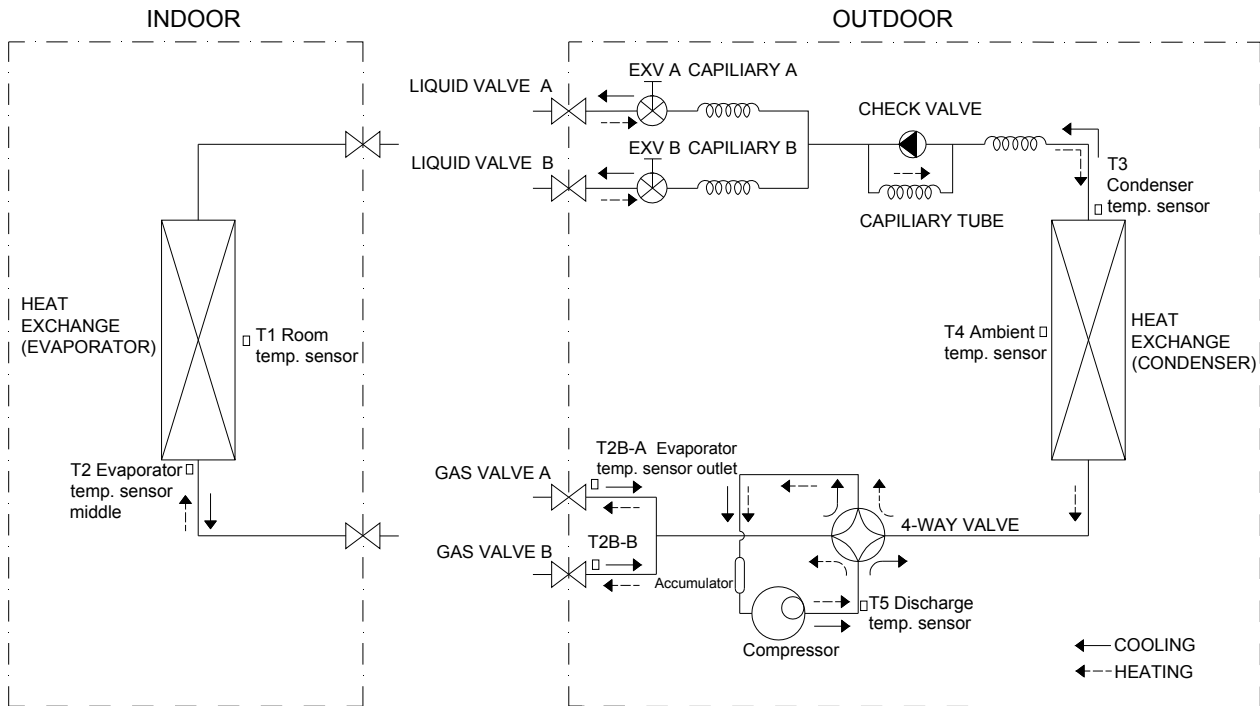 INDOOR
OUTDOOR
LIQUID VALVE A
EXV A CAPILIARY A
LIQUID VALVE B
EXV B CAPILIARY B
CHECK VALVE
CAPILIARY TUBE
T3
Condenser
temp. sensor
HEAT
EXCHANGE
(EVAPORATOR)
T1 Room
temp. sensor
T4 Ambient
temp. sensor
HEAT
EXCHANGE
(CONDENSER)
T2 Evaporator
temp. sensor
middle
GAS VALVE A
T2B-A Evaporator
temp. sensor outlet
4-WAY VALVE
GAS VALVE B
T2B-B
Accumulator
T5 Discharge
temp. sensor
Compressor
COOLING
HEATING